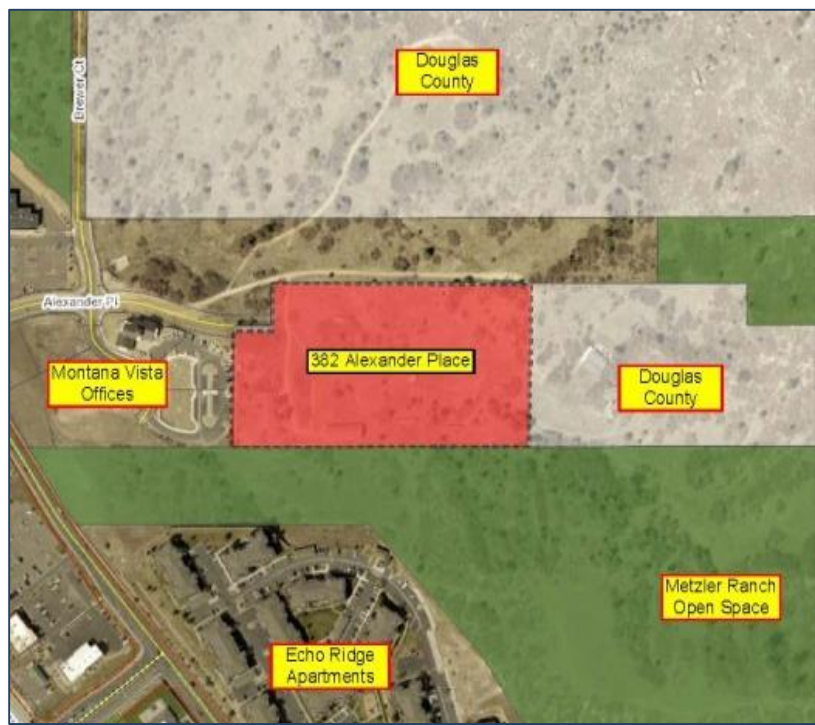 Douglas
County
Brewer Ct
Alexander Pl
382 Alexander Place
Montana Vista
Offices
Douglas
County
Metzler Ranch
Open Space
Echo Ridge
Apartments